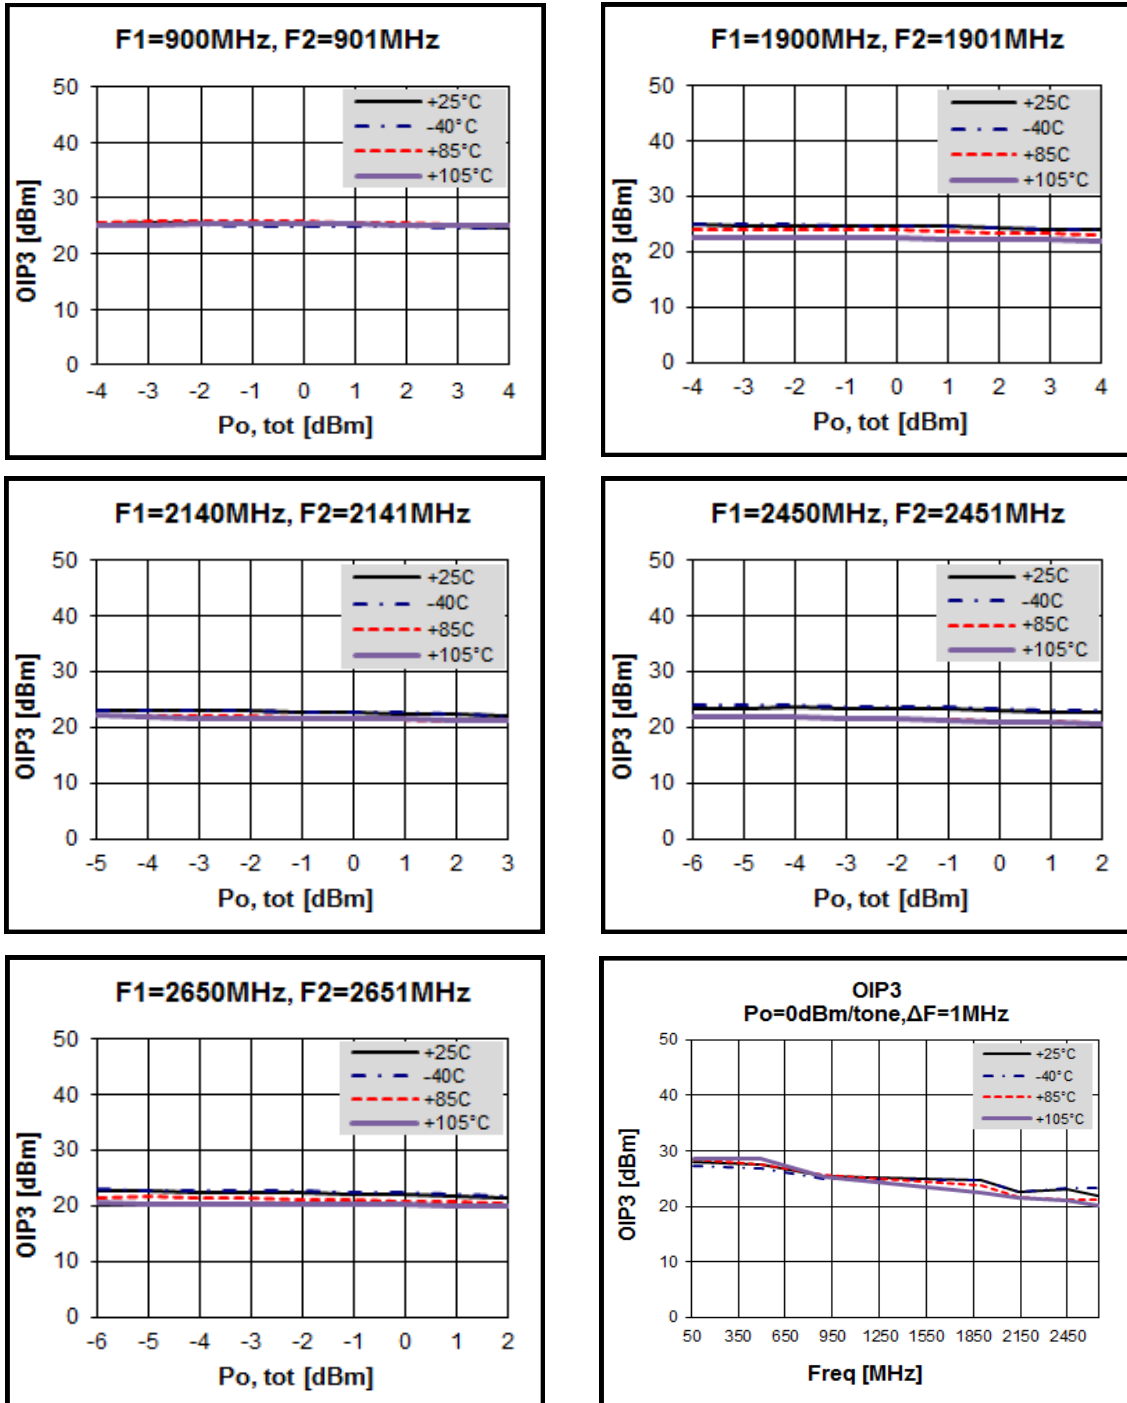 F1=900MHz, F2=901MHz
50
40
30
20
10
0
OIP3 [dBm]
+25°C
-40°C
+85°C
+105°C
-4 -3 -2 -1 0 1 2 3 4
Po, tot [dBm]
F1=1900MHz, F2=1901MHz
50
40
30
20
10
0
OIP3 [dBm]
+25C
-40C
+85C
+105°C
-4 -3 -2 -1 0 1 2 3 4
Po, tot [dBm]
F1=2140MHz, F2=2141MHz
50
40
30
20
10
0
OIP3 [dBm]
+25C
-40C
+85C
+105°C
-5 -4 -3 -2 -1 0 1 2 3
Po, tot [dBm]
F1=2450MHz, F2=2451MHz
50
40
30
20
10
0
OIP3 [dBm]
+25C
-40C
+85C
+105°C
-6 -5 -4 -3 -2 -1 0 1 2
Po, tot [dBm]
F1=2650MHz, F2=2651MHz
50
40
30
20
10
0
OIP3 [dBm]
+25C
-40C
+85C
+105°C
-6 -5 -4 -3 -2 -1 0 1 2
Po, tot [dBm]
OIP3
Po=0dBm/tone,ΔF=1MHz
50
40
30
20
10
0
OIP3 [dBm]
+25°C
-40°C
+85°C
+105°C
50 350 650 950 1250 1550 1850 2150 2450
Freq [MHz]